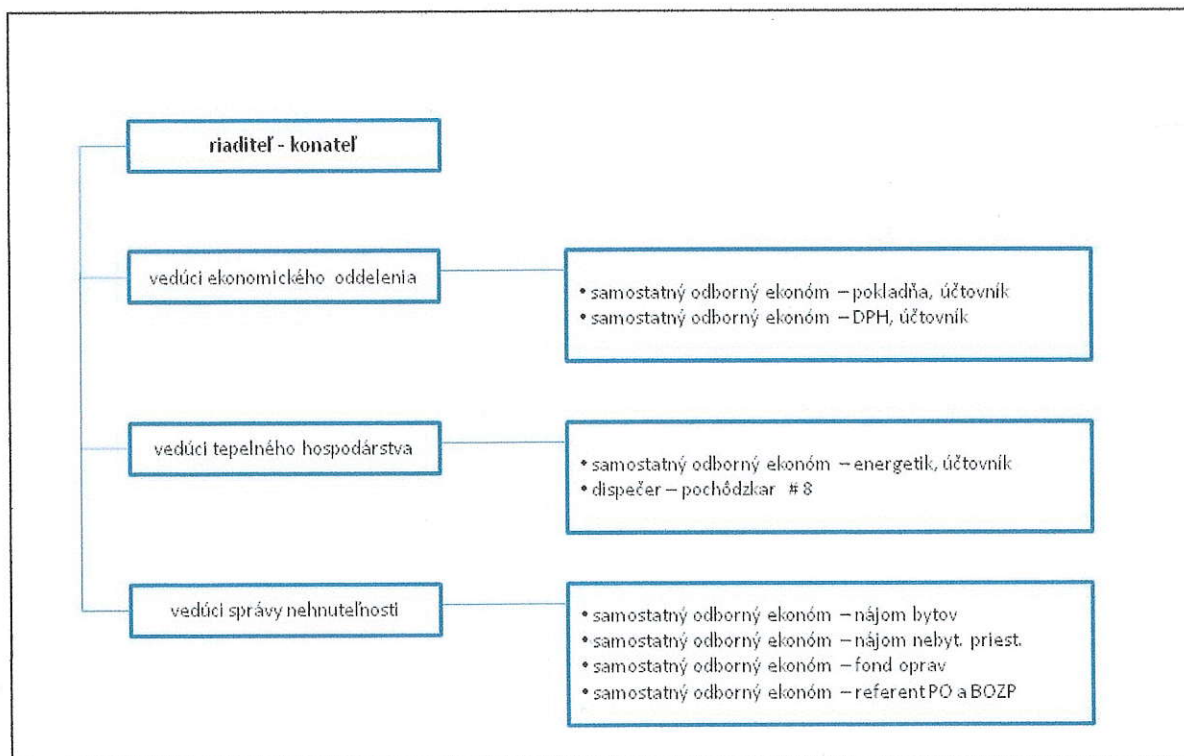 riaditeľ - konateľ
vedúci ekonomického oddelenia
• samostatný odborný ekonóm – pokladňa, účtovník
• samostatný odborný ekonóm – DPH, účtovník
vedúci tepelného hospodárstva
• samostatný odborný ekonóm – energetik, účtovník
• dispečer – pochôdzkar # 8
vedúci správy nehnuteľnosti
• samostatný odborný ekonóm – nájom bytov
• samostatný odborný ekonóm – nájom nebyt. priest.
• samostatný odborný ekonóm – fond oprav
• samostatný odborný ekonóm – referent PO a BOZP